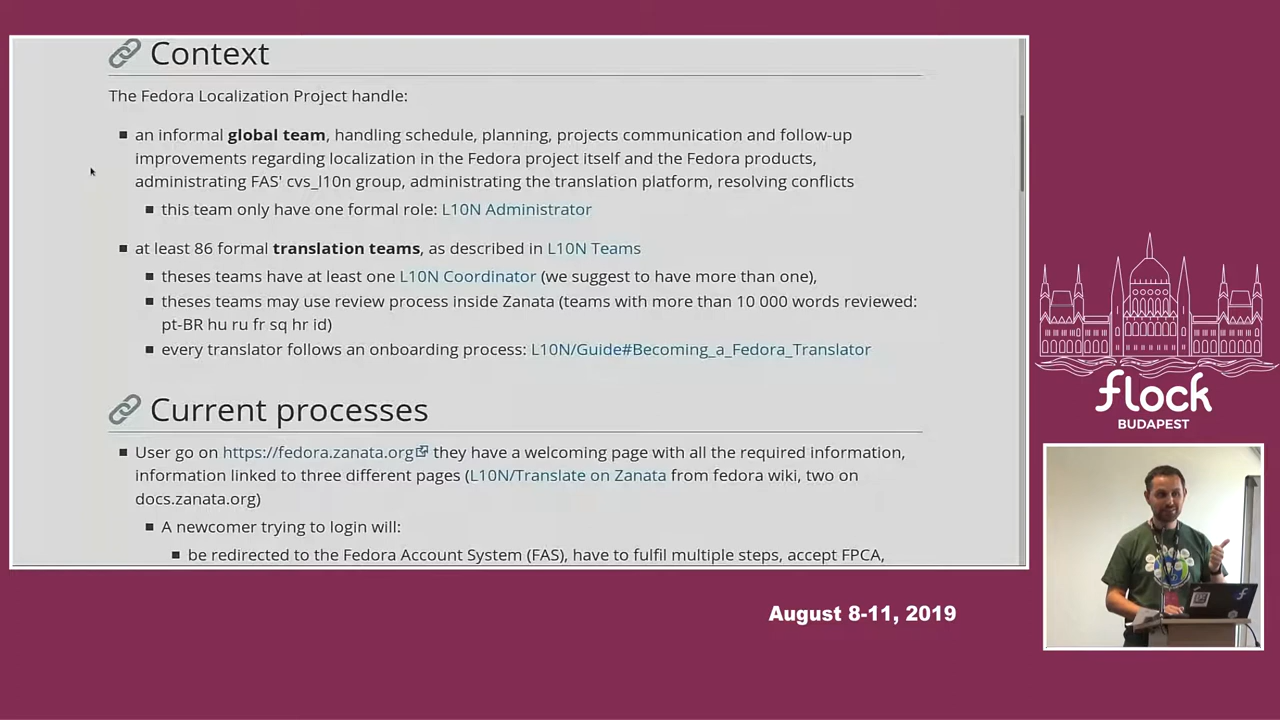 Context
The Fedora Localization Project handle:
an informal global team, handling schedule, planning, projects communication and follow-up
improvements regarding localization in the Fedora project itself and the Fedora products,
administrating FAS' cvs_l10n group, administrating the translation platform, resolving conflicts
this team only have one formal role: L10N Administrator
at least 86 formal translation teams, as described in L10N Teams
theses teams have at least one L10N Coordinator (we suggest to have more than one),
theses teams may use review process inside Zanata (teams with more than 10 000 words reviewed:
pt-BR hu ru fr sq hr id)
every translator follows an onboarding process: L10N/Guide#Becoming_a_Fedora_Translator
Current processes
User go on https://fedora.zanata.org they have a welcoming page with all the required information,
information linked to three different pages (L10N/Translate on Zanata from fedora wiki, two on
docs.zanata.org)
A newcomer trying to login will:
be redirected to the Fedora Account System (FAS), have to fulfil multiple steps, accept FPCA,
flock
BUDAPEST
August 8-11, 2019